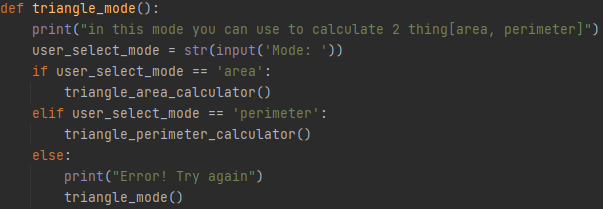 def triangle_mode():
    print("in this mode you can use to calculate 2 thing[area, perimeter]")
    user_select_mode = str(input('Mode: '))
    if user_select_mode == 'area':
        triangle_area_calculator()
    elif user_select_mode == 'perimeter':
        triangle_perimeter_calculator()
    else:
        print("Error! Try again")
        triangle_mode()